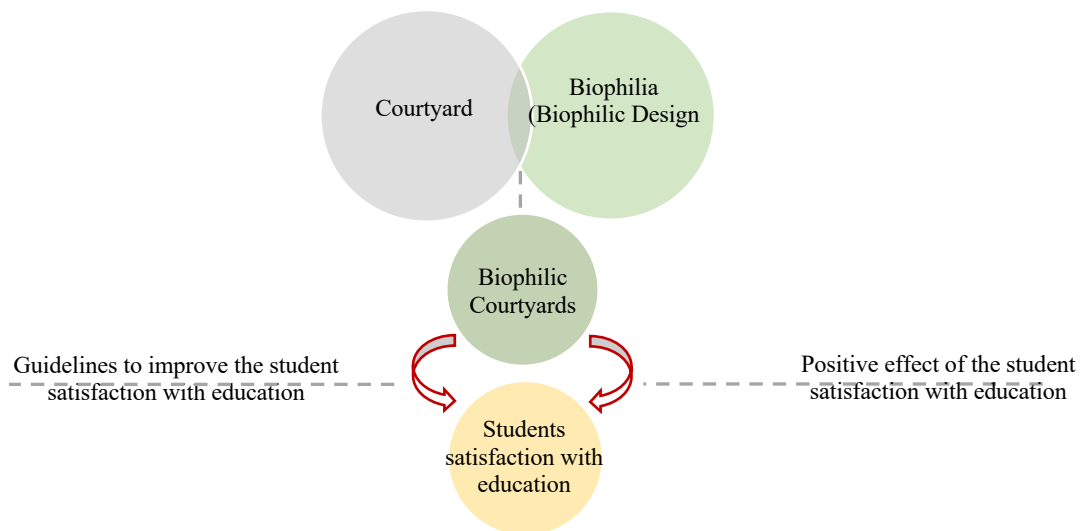 Courtyard
Biophilia
(Biophilic Design
Biophilic
Courtyards
Guidelines to improve the student
satisfaction with education
Positive effect of the student
satisfaction with education
Students
satisfaction with
education